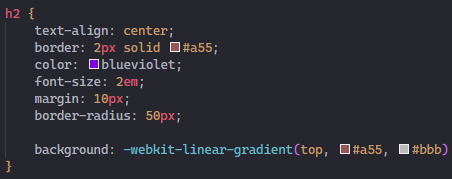 h2 {
text-align: center;
border: 2px solid #a55;
color: blueviolet;
font-size: 2em;
margin: 10px;
border-radius: 50px;
background: -webkit-linear-gradient(top, #a55, #bbb)
}